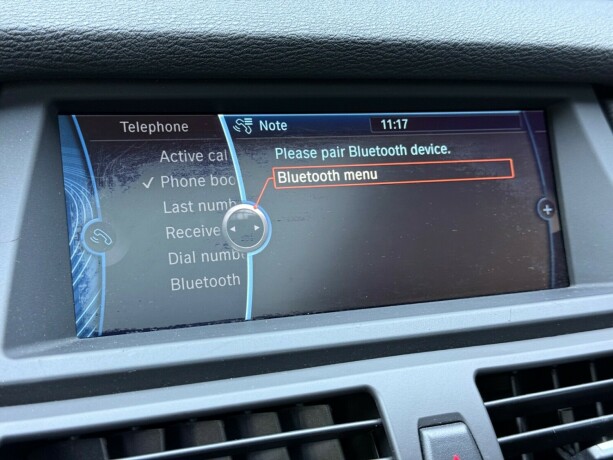 Telephone
Note
11:17
Active cal
✓ Phone boo
Last numb
Receive
Dial numb
Bluetooth
Please pair Bluetooth device.
Bluetooth menu
+